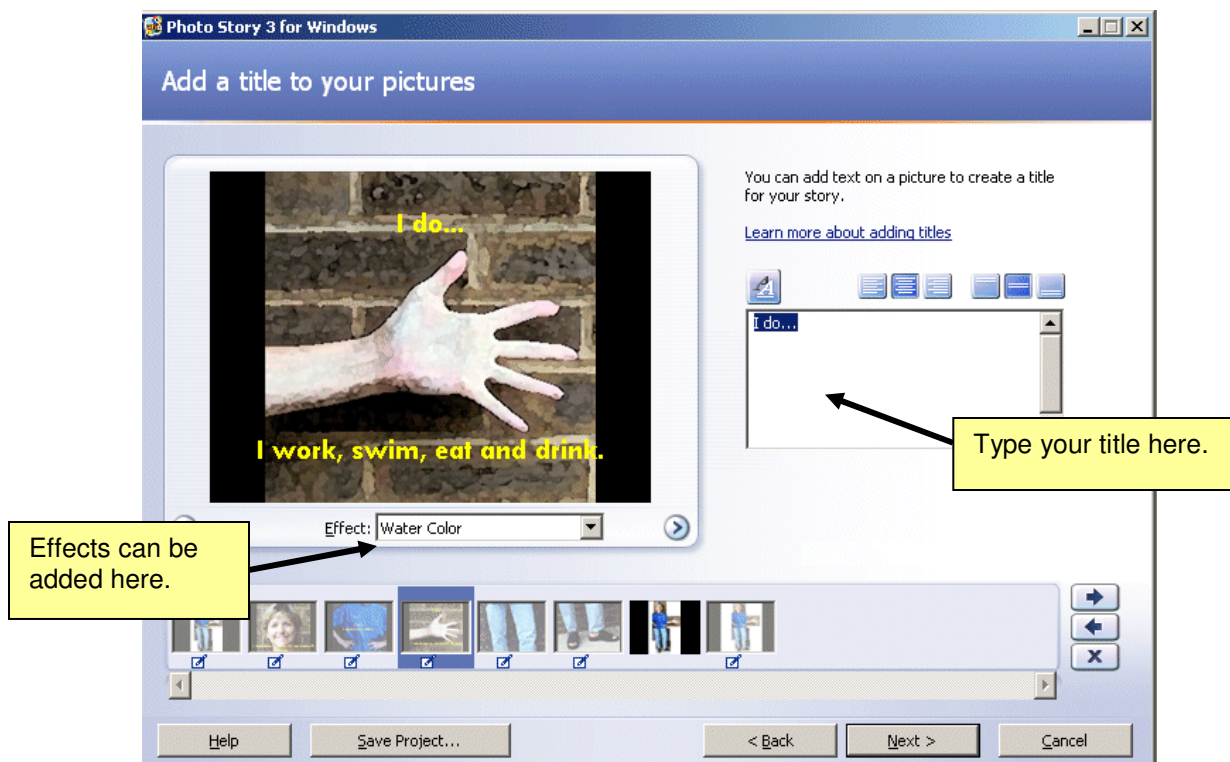 Photo Story 3 for Windows
Add a title to your pictures
I do...
I work, swim, eat and drink.
You can add text on a picture to create a title
for your story.
Learn more about adding titles
A
I do...
Type your title here.
Effect: Water Color
Effects can be
added here.
Help
Save Project...
< Back
Next >
Cancel